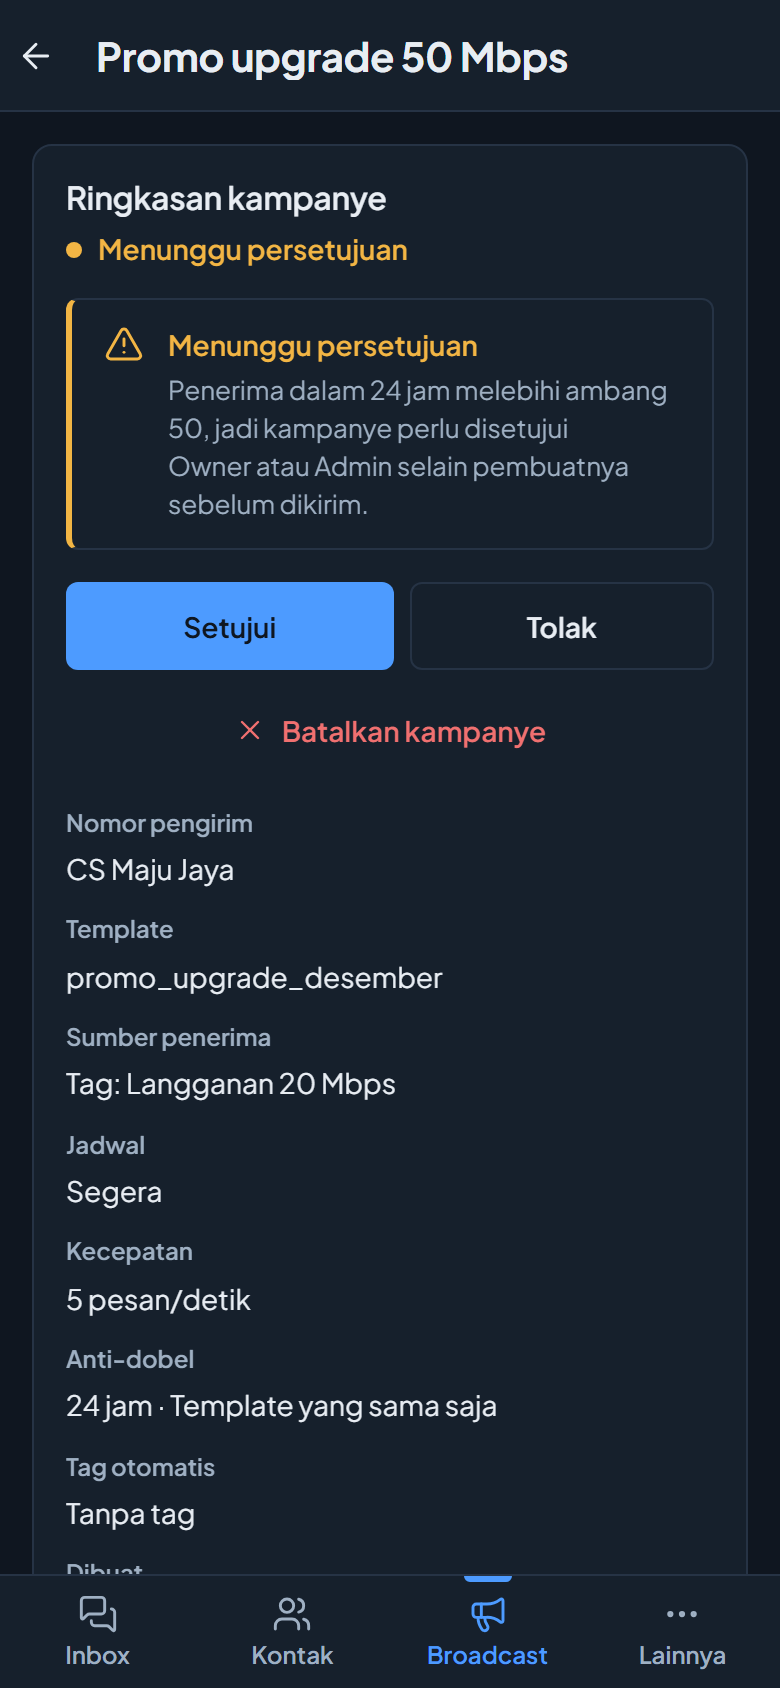 Promo upgrade 50 Mbps
Ringkasan kampanye
Menunggu persetujuan
Menunggu persetujuan
Penerima dalam 24 jam melebihi ambang
50, jadi kampanye perlu disetujui
Owner atau Admin selain pembuatnya
sebelum dikirim.
Setujui
Tolak
Batalkan kampanye
Nomor pengirim
CS Maju Jaya
Template
promo_upgrade_desember
Sumber penerima
Tag: Langganan 20 Mbps
Jadwal
Segera
Kecepatan
5 pesan/detik
Anti-dobel
24 jam · Template yang sama saja
Tag otomatis
Tanpa tag
Dibuat
Inbox
Kontak
Broadcast
Lainnya